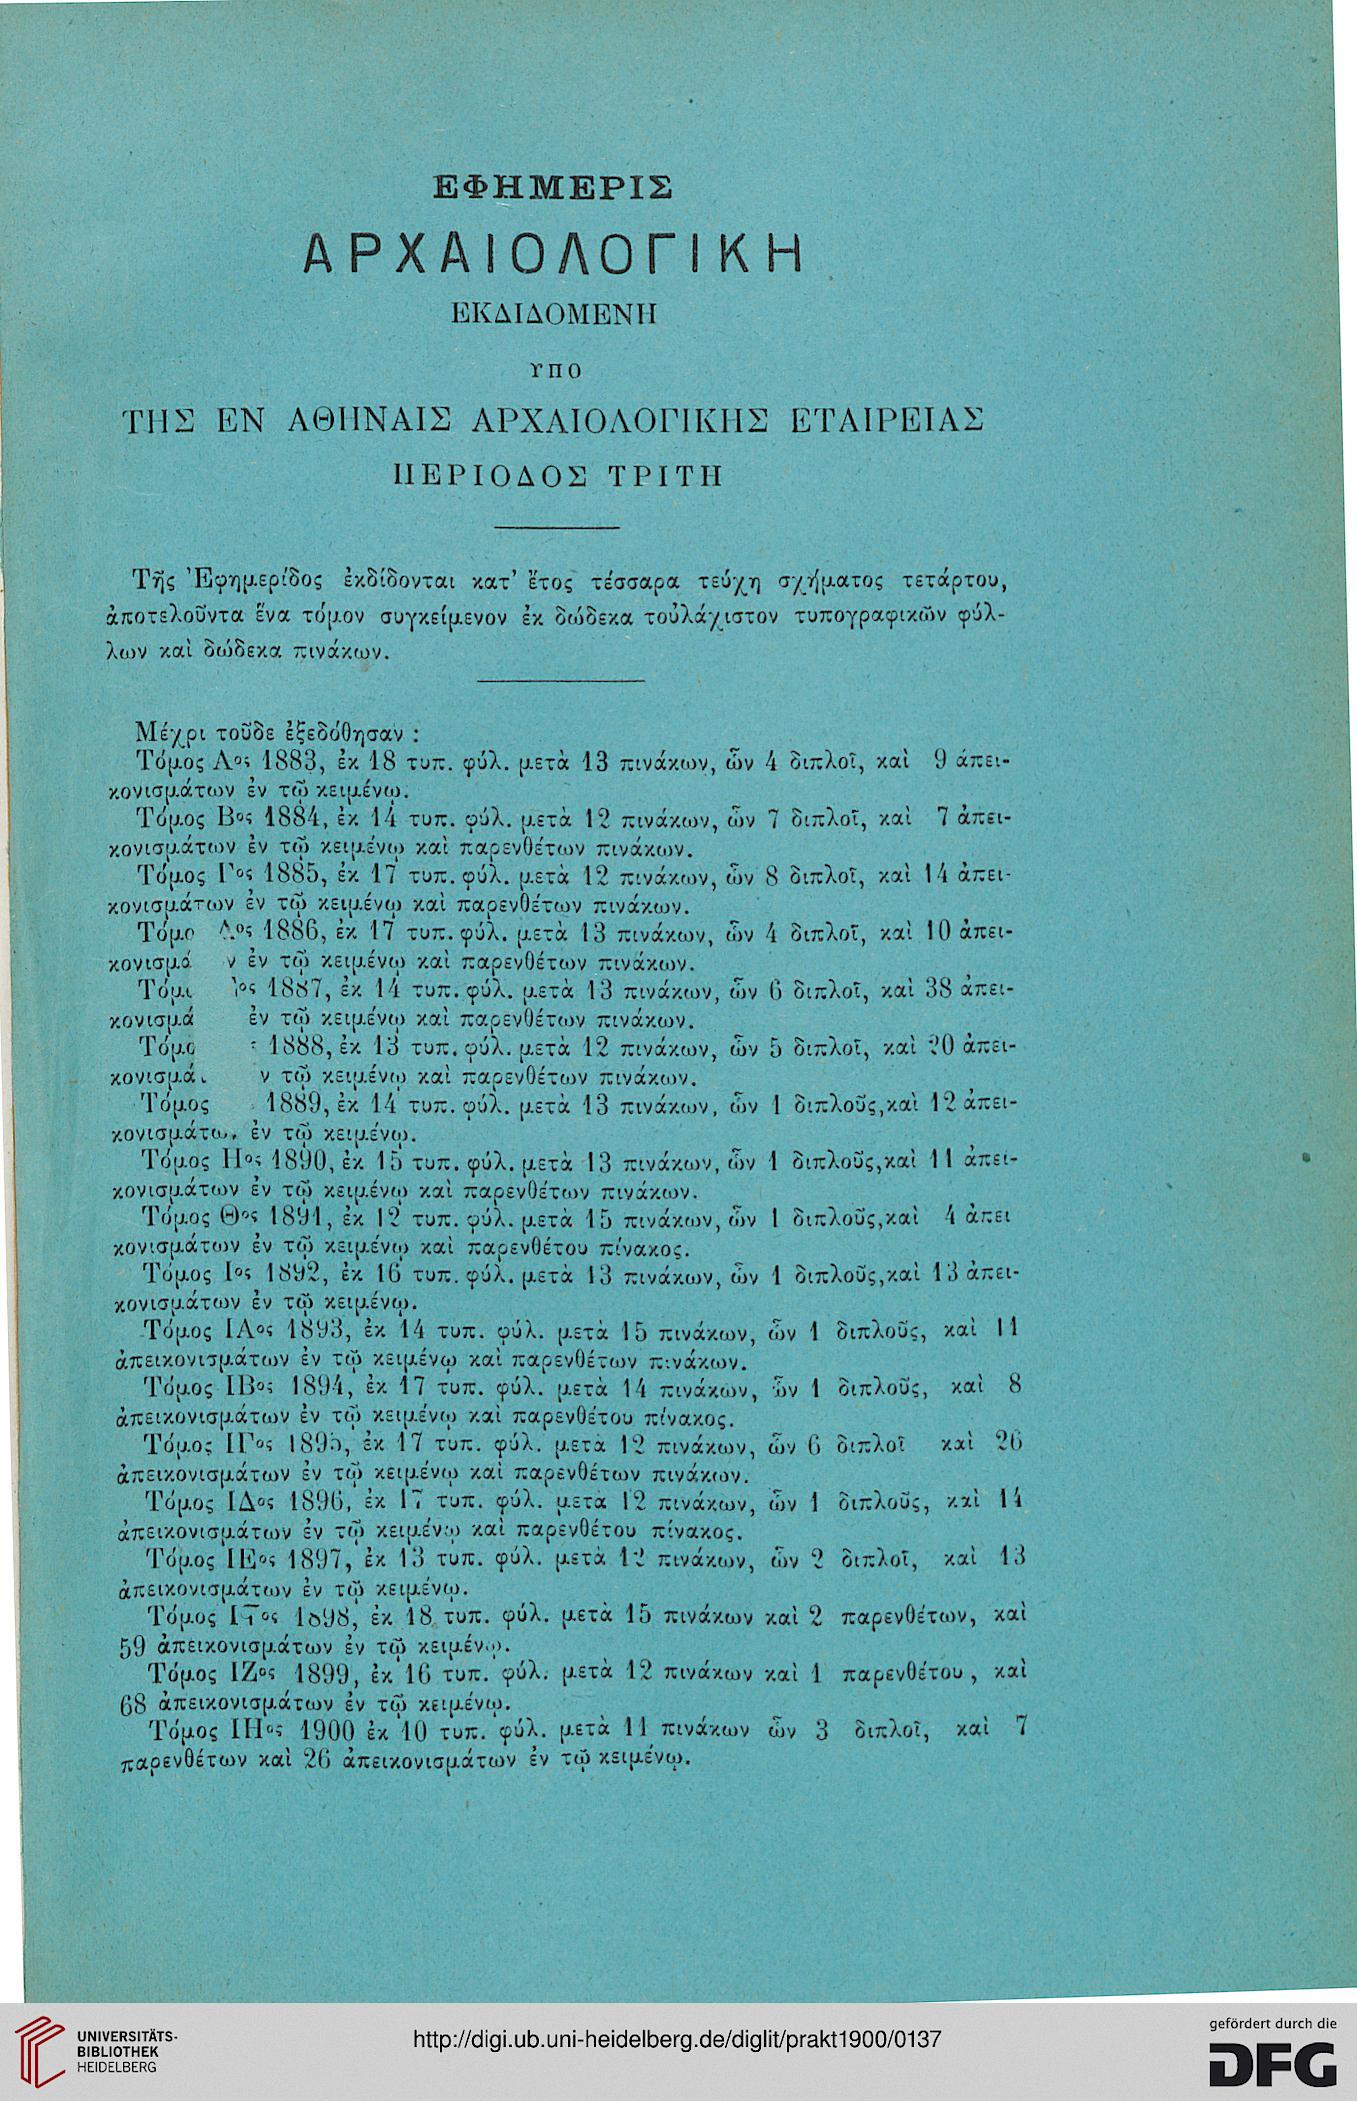 ΕΦΗΜΕΡΙΣ
ΑΡΧΑΙΟΛΟΓΙΚΗ
ΕΚΔΙΔΟΜΕΝΗ
ΥΠΟ
ΤΗΣ ΕΝ ΑΘΗΝΑΙΣ ΑΡΧΑΙΟΛΟΓΙΚΗΣ ΕΤΑΙΡΕΙΑΣ
ΠΕΡΙΟΔΟΣ ΤΡΙΤΗ
Τῆς Ἐφημερίδος ἐκδίδονται κατ’ ἔτος τέσσαρα τεύχη σχήματος τετάρτου,
ἀποτελοῦντα ἕνα τόμον συγκείμενον ἐκ δώδεκα τοὐλάχιστον τυπογραφικῶν φύλ-
λων καὶ δώδεκα πινάκων.
Μέχρι τοῦδε ἐξεδόθησαν :
Τόμος Αος 1883, ἐκ 18 τυπ. φύλ. μετὰ 13 πινάκων, ὧν 4 διπλοῖ, καὶ 9 ἀπει-
κονισμάτων ἐν τῷ κειμένῳ.
Τόμος Βος 1884, ἐκ 14 τυπ. φύλ. μετὰ 12 πινάκων, ὧν 7 διπλοῖ, καὶ 7 ἀπει-
κονισμάτων ἐν τῷ κειμένῳ καὶ παρενθέτων πινάκων.
Τόμος Γος 1885, ἐκ 17 τυπ. φύλ. μετὰ 12 πινάκων, ὧν 8 διπλοῖ, καὶ 14 ἀπει-
κονισμάτων ἐν τῷ κειμένῳ καὶ παρενθέτων πινάκων.
Τόμο Δος 1886, ἐκ 17 τυπ. φύλ. μετὰ 13 πινάκων, ὧν 4 διπλοῖ, καὶ 10 ἀπει-
κονισμά ν ἐν τῷ κειμένῳ καὶ παρενθέτων πινάκων.
Τόμ ος 1887, ἐκ 14 τυπ. φύλ. μετὰ 13 πινάκων, ὧν 6 διπλοῖ, καὶ 38 ἀπει-
κονισμά ἐν τῷ κειμένῳ καὶ παρενθέτων πινάκων.
Τόμο 1888, ἐκ 13 τυπ. φύλ. μετὰ 12 πινάκων, ὧν 5 διπλοῖ, καὶ 20 ἀπει-
κονισμά ν τῷ κειμένῳ καὶ παρενθέτων πινάκων.
Τόμος 1889, ἐκ 14 τυπ. φύλ. μετὰ 13 πινάκων, ὧν 1 διπλοῦς, καὶ 12 ἀπει-
κονισμάτων ἐν τῷ κειμένῳ.
Τόμος Ηος 1890, ἐκ 15 τυπ. φύλ. μετὰ 13 πινάκων, ὧν 1 διπλοῦς, καὶ 11 ἀπει-
κονισμάτων ἐν τῷ κειμένῳ καὶ παρενθέτων πινάκων.
Τόμος Θος 1891, ἐκ 12 τυπ. φύλ. μετὰ 15 πινάκων, ὧν 1 διπλοῦς, καὶ 4 ἀπει
κονισμάτων ἐν τῷ κειμένῳ καὶ παρενθέτου πίνακος.
Τόμος Ιος 1892, ἐκ 16 τυπ. φύλ. μετὰ 13 πινάκων, ὧν 1 διπλοῦς, καὶ 13 ἀπει-
κονισμάτων ἐν τῷ κειμένῳ.
Τόμος ΙΑος 1893, ἐκ 14 τυπ. φύλ. μετὰ 15 πινάκων, ὧν 1 διπλοῦς, καὶ 11
ἀπεικονισμάτων ἐν τῷ κειμένῳ καὶ παρενθέτων πινάκων.
Τόμος ΙΒος 1894, ἐκ 17 τυπ. φύλ. μετὰ 14 πινάκων, ὧν 1 διπλοῦς, καὶ 8
ἀπεικονισμάτων ἐν τῷ κειμένῳ καὶ παρενθέτου πίνακος.
Τόμος ΙΓος 1895, ἐκ 17 τυπ. φύλ. μετὰ 12 πινάκων, ὧν 6 διπλοῖ καὶ 26
ἀπεικονισμάτων ἐν τῷ κειμένῳ καὶ παρενθέτων πινάκων.
Τόμος ΙΔος 1896, ἐκ 17 τυπ. φύλ. μετὰ 12 πινάκων, ὧν 1 διπλοῦς, καὶ 14
ἀπεικονισμάτων ἐν τῷ κειμένῳ καὶ παρενθέτου πίνακος.
Τόμος ΙΕος 1897, ἐκ 13 τυπ. φύλ. μετὰ 12 πινάκων, ὧν 2 διπλοῖ, καὶ 13
ἀπεικονισμάτων ἐν τῷ κειμένῳ.
Τόμος ΙϚος 1898, ἐκ 18 τυπ. φύλ. μετὰ 15 πινάκων καὶ 2 παρενθέτων, καὶ
59 ἀπεικονισμάτων ἐν τῷ κειμένῳ.
Τόμος ΙΖος 1899, ἐκ 16 τυπ. φύλ. μετὰ 12 πινάκων καὶ 1 παρενθέτου, καὶ
68 ἀπεικονισμάτων ἐν τῷ κειμένῳ.
Τόμος ΙΗος 1900 ἐκ 10 τυπ. φύλ. μετὰ 11 πινάκων ὧν 3 διπλοῖ, καὶ 7
παρενθέτων καὶ 26 ἀπεικονισμάτων ἐν τῷ κειμένῳ.
UNIVERSITÄTS-
BIBLIOTHEK
HEIDELBERG
http://digi.ub.uni-heidelberg.de/diglit/prakt1900/0137
gefördert durch die
DFG